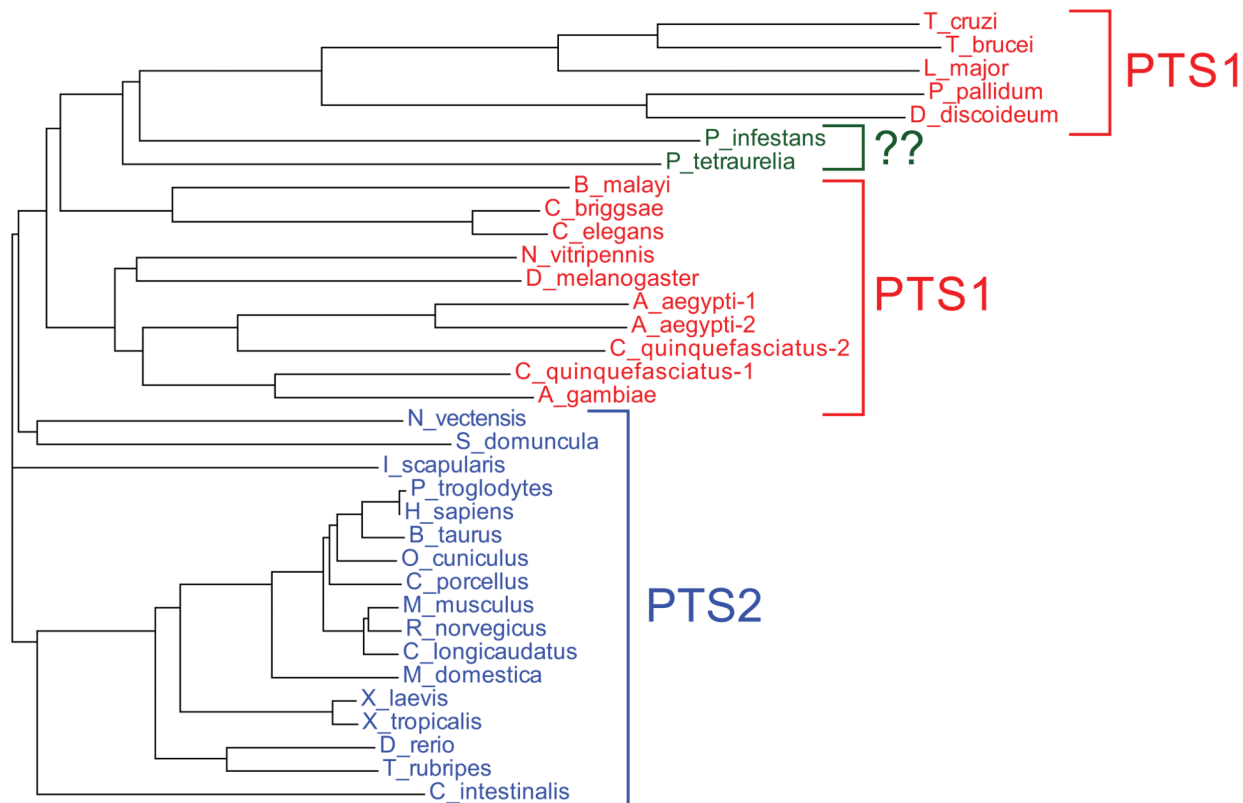 T_cruzi
T_brucei
L_major
PTS1
P_pallidum
D_discoideum
P_infestans
??
P_tetraurelia
B_malayi
C_briggsae
C_elegans
N_vitripennis
D_melanogaster
PTS1
A_aegypti-1
A_aegypti-2
C_quinquefasciatus-2
C_quinquefasciatus-1
A_gambiae
N_vectensis
S_domuncula
I_scapularis
P_troglodytes
H_sapiens
B_taurus
O_cuniculus
C_porcellus
M_musculus
PTS2
R_norvegicus
C_longicaudatus
M_domestica
X_laevis
X_tropicalis
D_rerio
T_rubripes
C_intestinalis